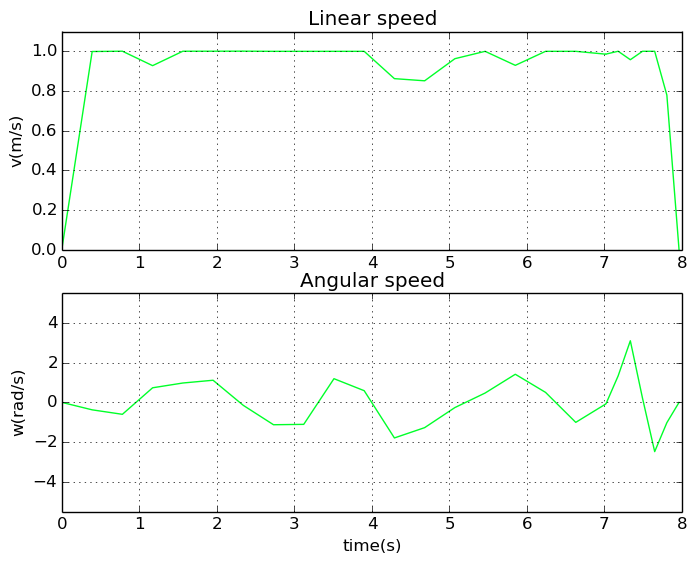 Linear speed
1.0
0.8
0.6
0.4
0.2
0.0
v(m/s)
0 1 2 3 4 5 6 7 8
Angular speed
4
2
0
−2
−4
w(rad/s)
0 1 2 3 4 5 6 7 8
time(s)